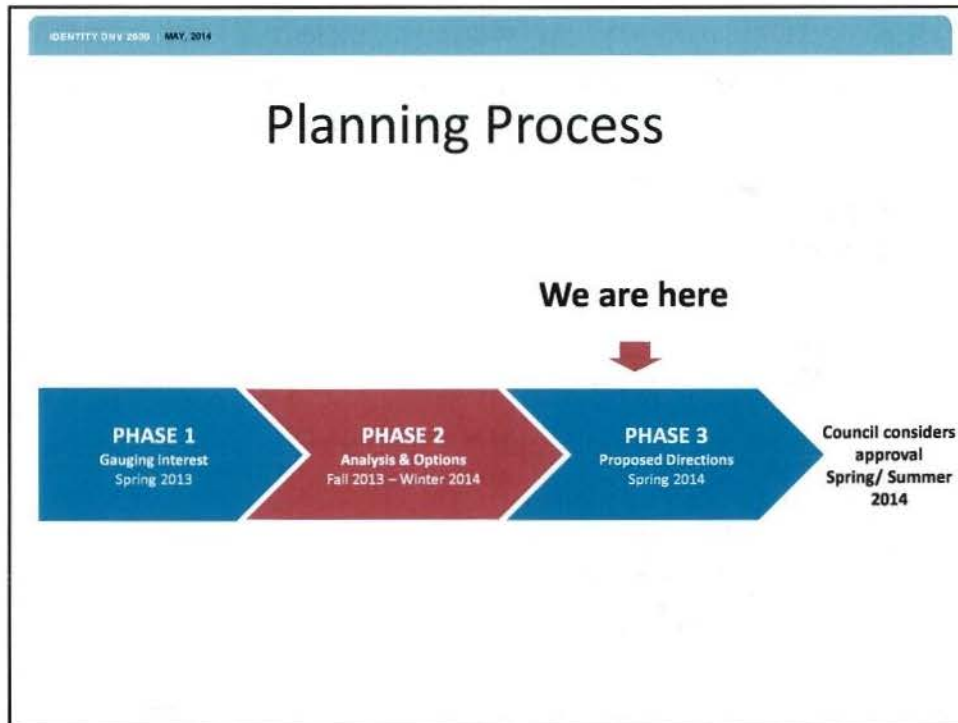 IDENTITY DNV 2030 | MAY, 2014
Planning Process
We are here
PHASE 1
Gauging Interest
Spring 2013
PHASE 2
Analysis & Options
Fall 2013 – Winter 2014
PHASE 3
Proposed Directions
Spring 2014
Council considers
approval
Spring/ Summer
2014